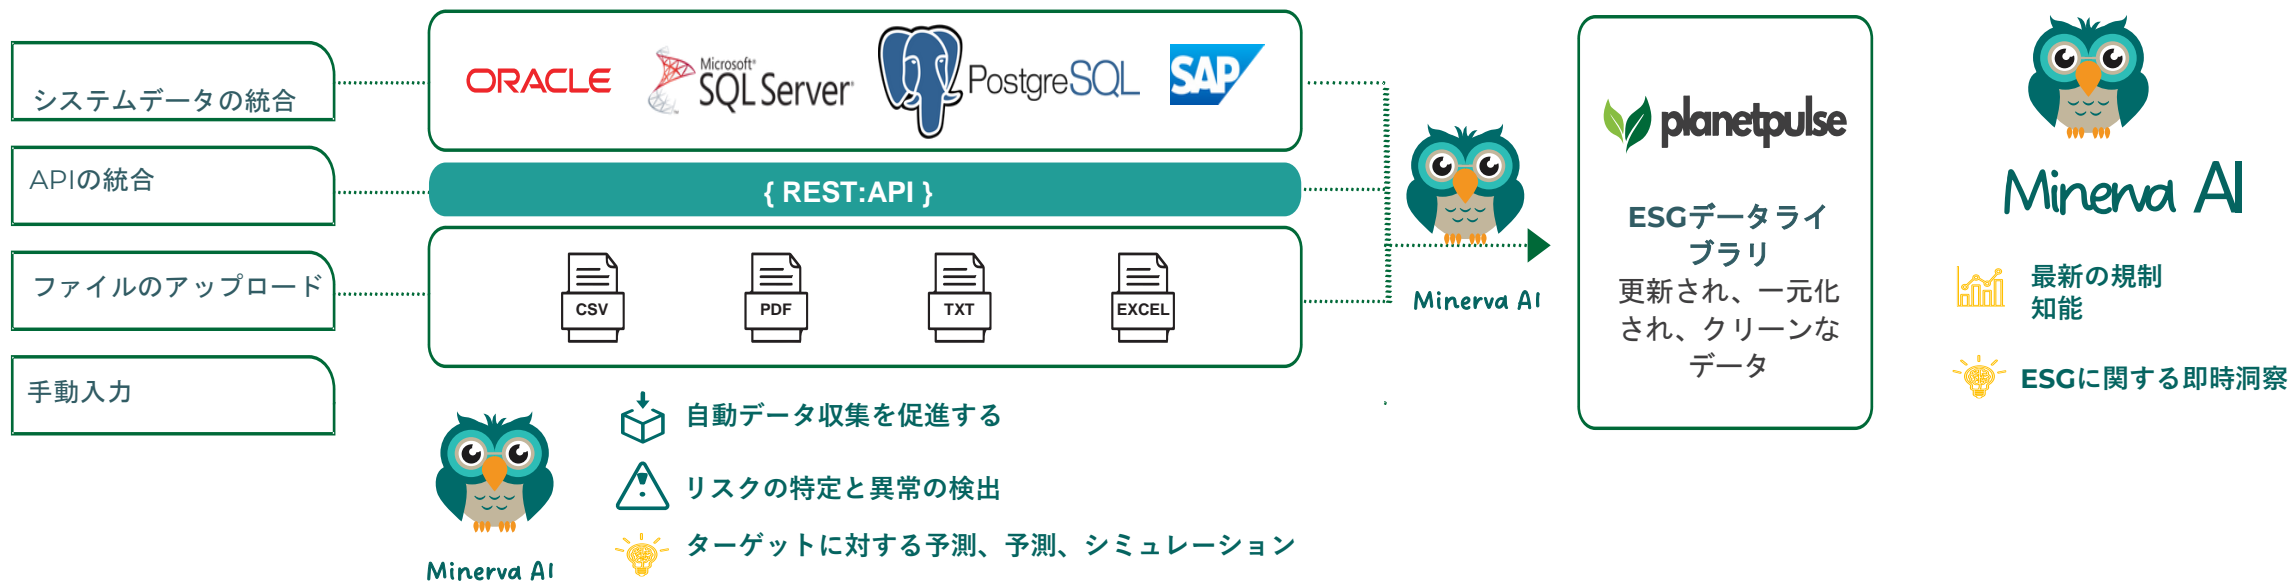 システムデータの統合
APIの統合
ファイルのアップロード
手動入力
ORACLE
Microsoft
SQL Server
PostgreSQL
SAP
{ REST:API }
CSV
PDF
TXT
EXCEL
Minerva AI
自動データ収集を促進する
リスクの特定と異常の検出
ターゲットに対する予測、予測、シミュレーション
Minerva AI
planetpulse
ESGデータライ
ブラリ
更新され、一元化
され、クリーンな
データ
Minerva AI
最新の規制
知能
ESGに関する即時洞察